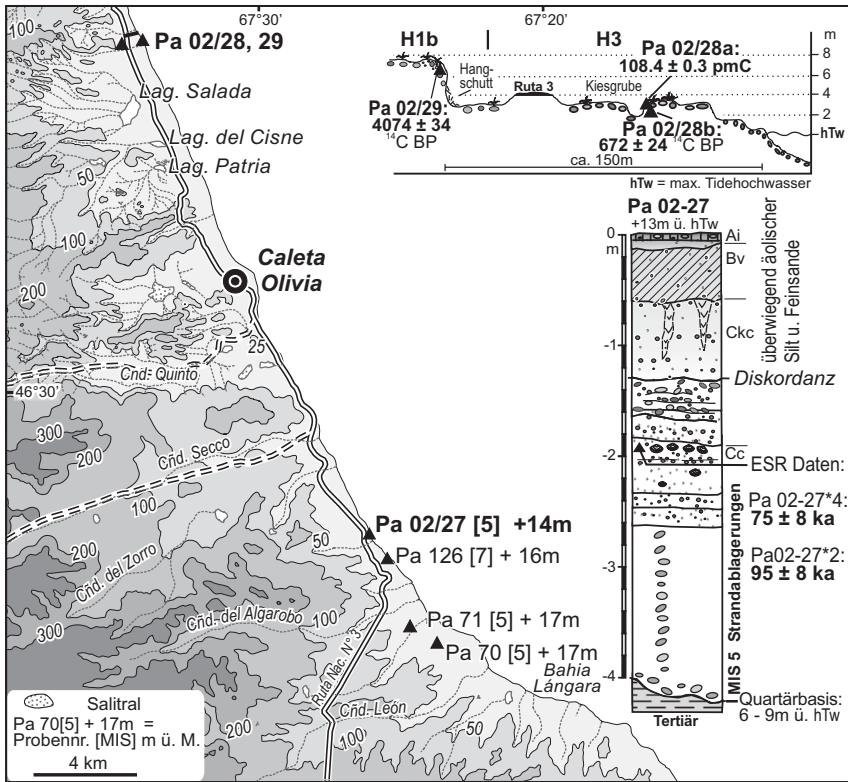 67°30'
67°20'
100
Pa 02/28, 29
Lag. Salada
Lag. del Cisne
Lag. Patria
50
100
200
Caleta
Olivia
25
Cnd- Quinto
46°30'
300
200
Cñd. Secco
100
200
Cñd. del Zorro
50
Pa 02/27 [5] +14m
Pa 126 [7] + 16m
Cñd. del Algarobo
100
300
Pa 71 [5] + 17m
Pa 70 [5] + 17m
Ruta Nac. N° 3
Bahia
Lángara
Cñd.-León
200
50
100
Salitral
Pa 70[5] + 17m =
Probennr. [MIS] m ü. M.
4 km
H1b
H3
Pa 02/28a:
108.4 ± 0.3 pmC
m
8
6
4
2
hTw
Hang-
schutt
Ruta 3
Kiesgrube
Pa 02/29:
4074 ± 34
14C BP
Pa 02/28b:
672 ± 24 14C BP
ca. 150m
hTw = max. Tidehochwasser
Pa 02-27
+13m ü. hTw
0
m
-1
-2
-3
-4
Ai
Bv
Ckc
Cc
überwiegend äolischer
Silt u. Feinsande
Diskordanz
ESR Daten:
Pa 02-27*4:
75 ± 8 ka
Pa02-27*2:
95 ± 8 ka
MIS 5 Strandablagerungen
Quartärbasis:
6 - 9m ü. hTw
Tertiär